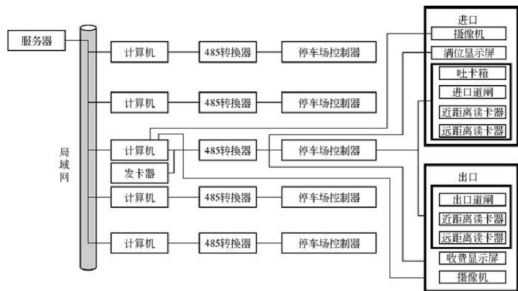 服务器
局域网
计算机
485转换器
停车场控制器
计算机
485转换器
停车场控制器
计算机
485转换器
停车场控制器
发卡器
计算机
485转换器
停车场控制器
计算机
485转换器
停车场控制器
进口
摄像机
满位显示屏
吐卡箱
进口道闸
近距离读卡器
远距离读卡器
出口
出口道闸
近距离读卡器
远距离读卡器
收费显示屏
摄像机